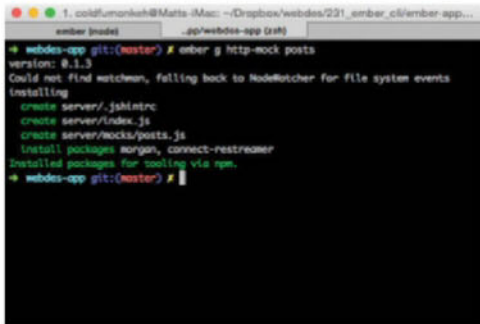 1. coldfumonkeh@Matts-iMac: ~/Dropbox/webdes/231_ember_cli/ember-app...
ember (node) ..pp/webdes-app (zsh)
➜ webdes-app git:(master) ✗ ember g http-mock posts
version: 0.1.3
Could not find watchman, falling back to NodeWatcher for file system events
installing
create server/.jshintrc
create server/index.js
create server/mocks/posts.js
install packages morgan, connect-restreamer
Installed packages for tooling via npm.
➜ webdes-app git:(master) ✗